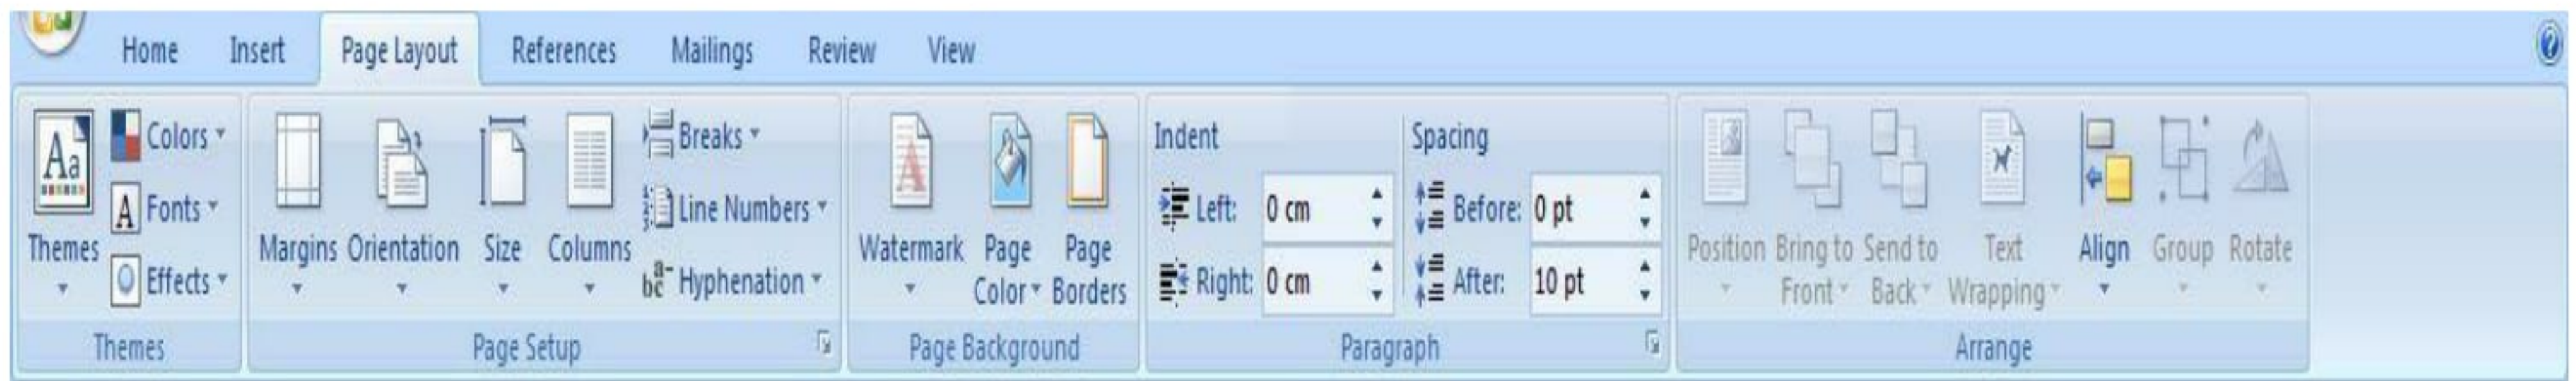 Home Insert Page Layout References Mailings Review View
Themes
Colors
Fonts
Effects
Themes
Margins
Orientation
Size
Columns
Breaks
Line Numbers
Hyphenation
Page Setup
Watermark
Page
Color
Page
Borders
Page Background
Indent
Left: 0 cm
Right: 0 cm
Spacing
Before: 0 pt
After: 10 pt
Paragraph
Position
Bring to
Front
Send to
Back
Text
Wrapping
Align
Group
Rotate
Arrange